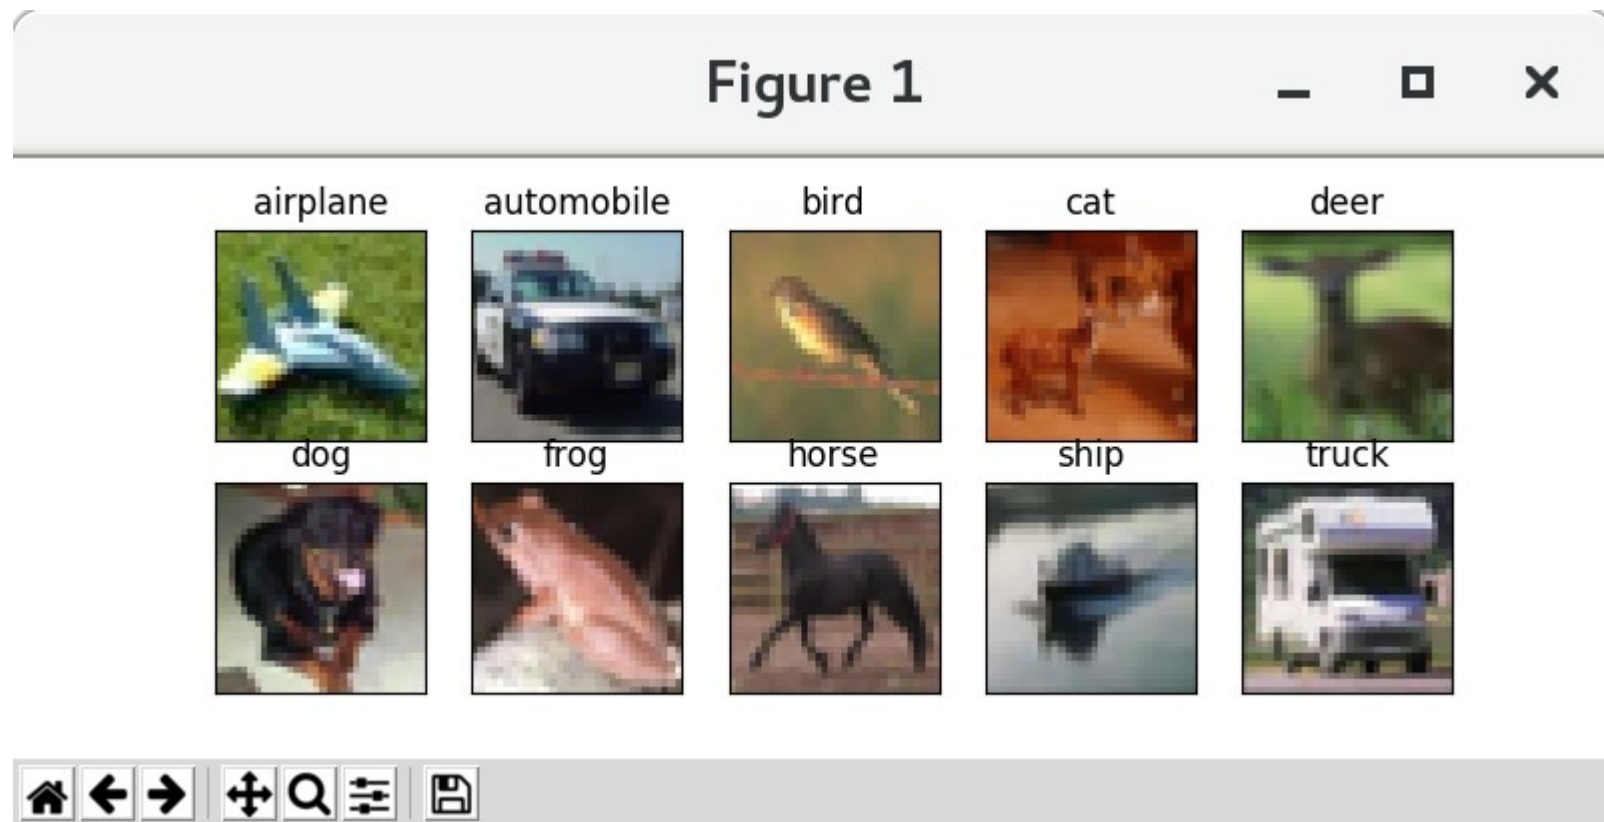 Figure 1
airplane automobile bird cat deer
dog frog horse ship truck